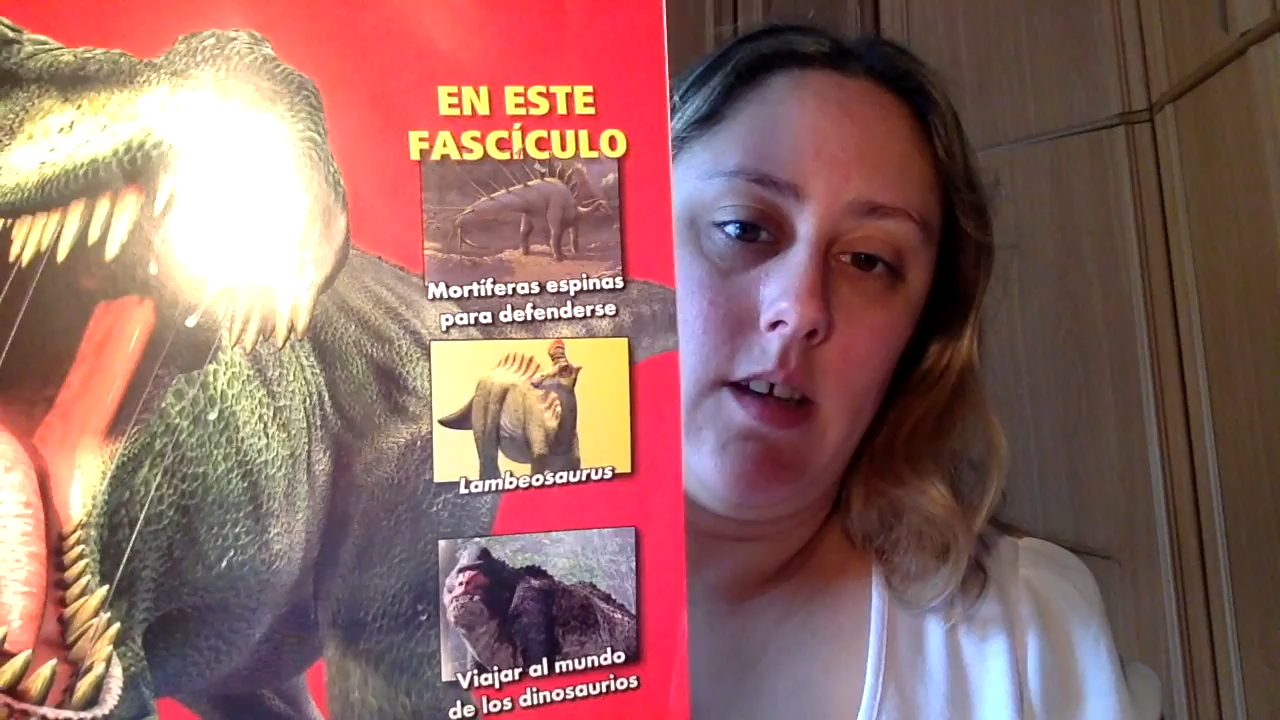 EN ESTE
FASCÍCULO
Mortíferas espinas
para defenderse
Lambeosaurus
Viajar al mundo
de los dinosaurios